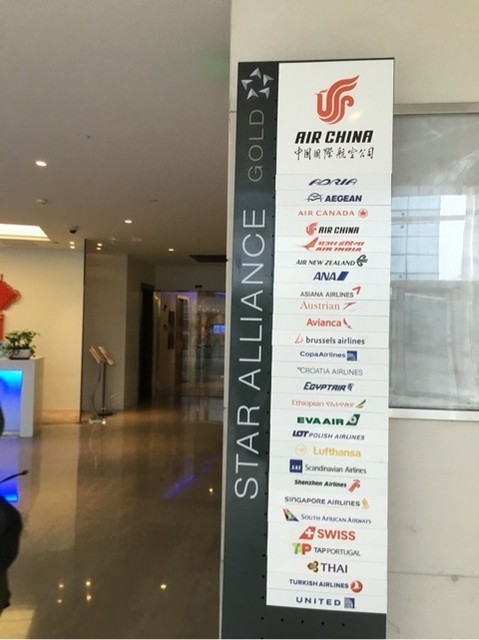 STAR ALLIANCE GOLD
AIR CHINA
中国国际航空公司
ADRIA
AEGEAN
AIR CANADA
AIR CHINA
AIR INDIA
AIR NEW ZEALAND
ANA
ASIANA AIRLINES
Austrian
Avianca
brussels airlines
CopaAirlines
CROATIA AIRLINES
EGYPTAIR
Ethiopian
EVA AIR
LOT POLISH AIRLINES
Lufthansa
SAS Scandinavian Airlines
Shenzhen Airlines
SINGAPORE AIRLINES
SOUTH AFRICAN AIRWAYS
SWISS
TAP TAP PORTUGAL
THAI
TURKISH AIRLINES
UNITED